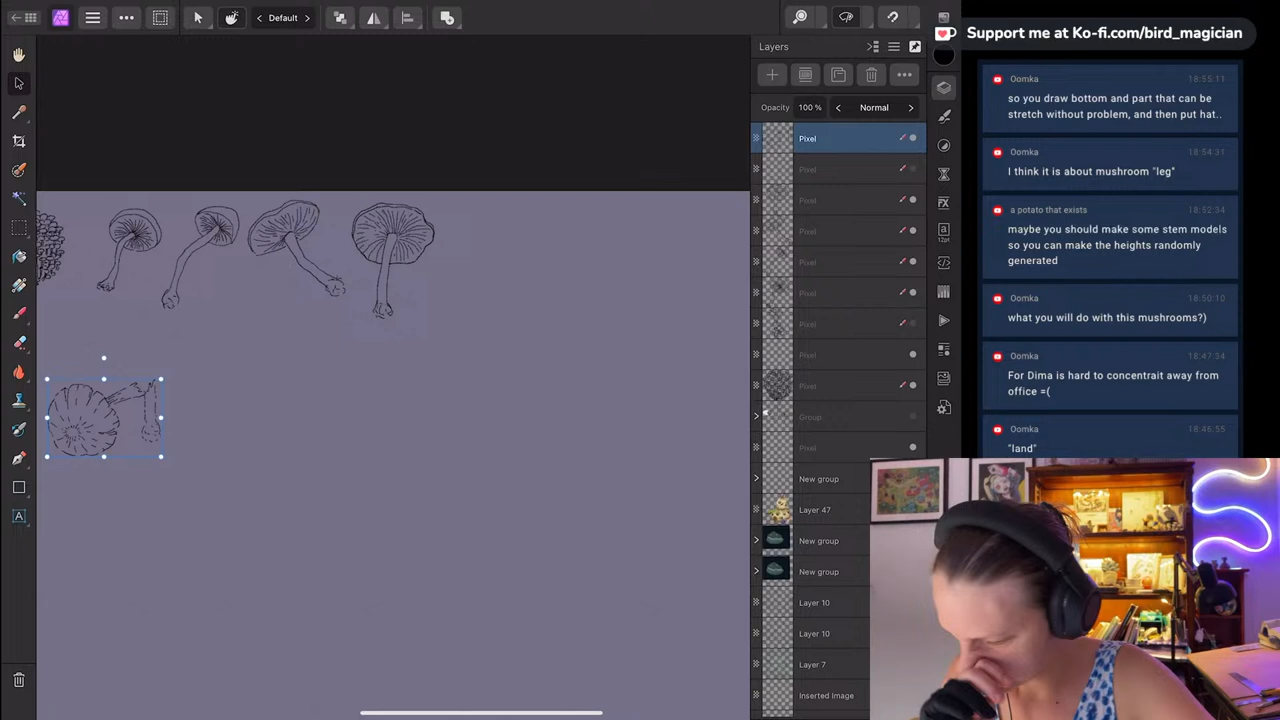 Default
Support me at Ko-fi.com/bird_magician
Layers
Opacity 100 % Normal
Pixel
Pixel
Pixel
Pixel
Pixel
Pixel
Pixel
Pixel
Pixel
Group
Pixel
New group
Layer 47
New group
New group
Layer 10
Layer 10
Layer 7
Inserted Image
A
12pt
A
Oomka 18:55:11
so you draw bottom and part that can be
stretch without problem, and then put hat..
Oomka 18:54:31
I think it is about mushroom "leg"
a potato that exists 18:52:34
maybe you should make some stem models
so you can make the heights randomly
generated
Oomka 18:50:10
what you will do with this mushrooms?)
Oomka 18:47:34
For Dima is hard to concentrait away from
office =(
Oomka 18:46:55
"land"